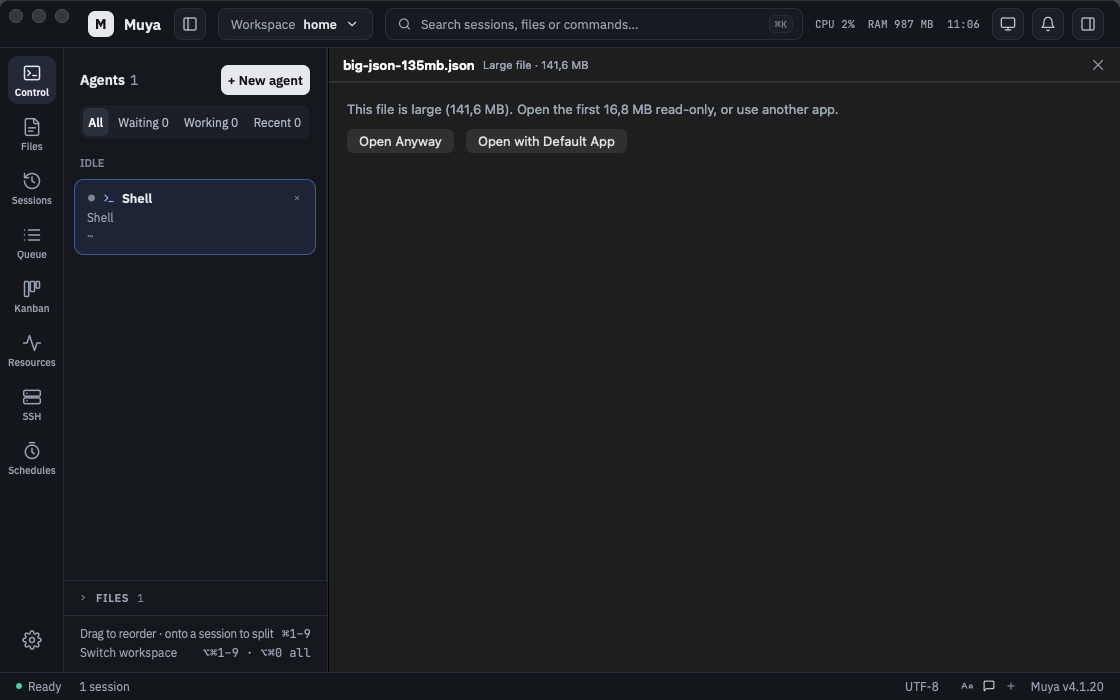 M Muya Workspace home Search sessions, files or commands... ⌘K CPU 2% RAM 987 MB 11:06
Control
Files
Sessions
Queue
Kanban
Resources
SSH
Schedules
Agents 1 + New agent
All Waiting 0 Working 0 Recent 0
IDLE
Shell ×
Shell
~
› FILES 1
Drag to reorder · onto a session to split ⌘1–9
Switch workspace ⌥⌘1–9 · ⌥⌘0 all
big-json-135mb.json Large file · 141,6 MB
This file is large (141,6 MB). Open the first 16,8 MB read-only, or use another app.
Open Anyway Open with Default App
Ready 1 session UTF-8 AA + Muya v4.1.20